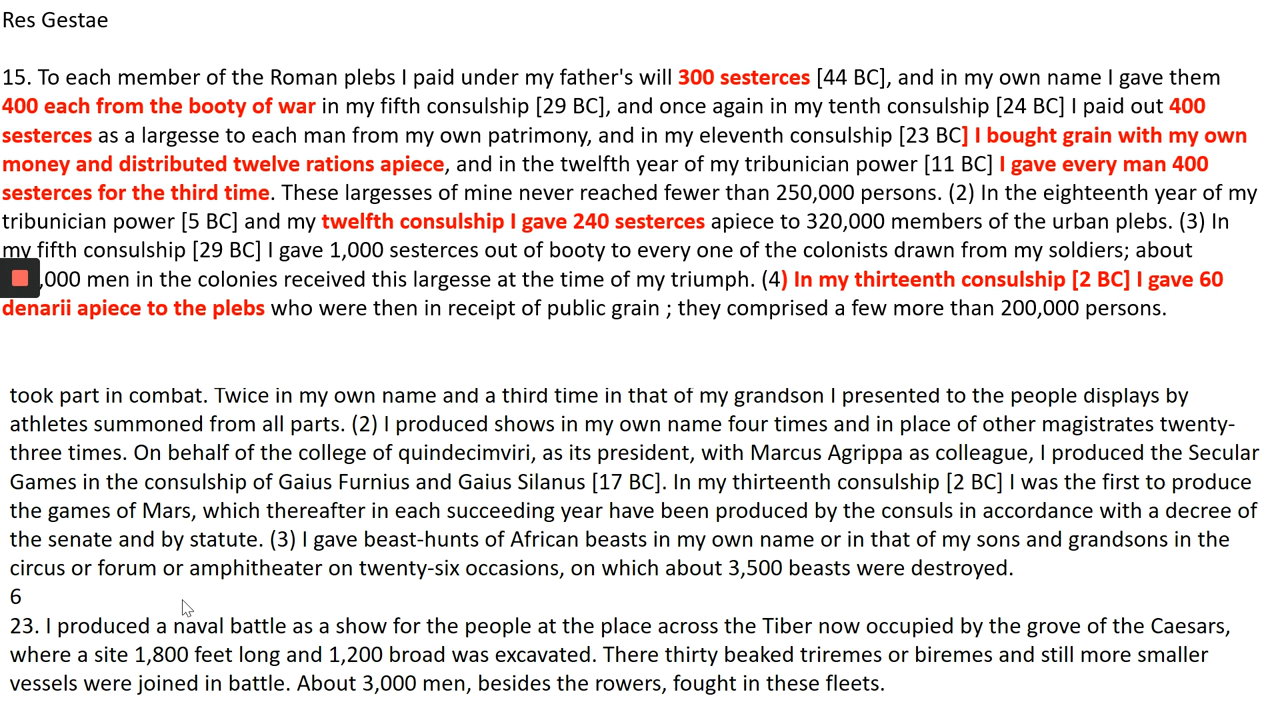 Res Gestae
15. To each member of the Roman plebs I paid under my father's will 300 sesterces [44 BC], and in my own name I gave them
400 each from the booty of war in my fifth consulship [29 BC], and once again in my tenth consulship [24 BC] I paid out 400
sesterces as a largesse to each man from my own patrimony, and in my eleventh consulship [23 BC] I bought grain with my own
money and distributed twelve rations apiece, and in the twelfth year of my tribunician power [11 BC] I gave every man 400
sesterces for the third time. These largesses of mine never reached fewer than 250,000 persons. (2) In the eighteenth year of my
tribunician power [5 BC] and my twelfth consulship I gave 240 sesterces apiece to 320,000 members of the urban plebs. (3) In
my fifth consulship [29 BC] I gave 1,000 sesterces out of booty to every one of the colonists drawn from my soldiers; about
,000 men in the colonies received this largesse at the time of my triumph. (4) In my thirteenth consulship [2 BC] I gave 60
denarii apiece to the plebs who were then in receipt of public grain ; they comprised a few more than 200,000 persons.
took part in combat. Twice in my own name and a third time in that of my grandson I presented to the people displays by
athletes summoned from all parts. (2) I produced shows in my own name four times and in place of other magistrates twenty-
three times. On behalf of the college of quindecimviri, as its president, with Marcus Agrippa as colleague, I produced the Secular
Games in the consulship of Gaius Furnius and Gaius Silanus [17 BC]. In my thirteenth consulship [2 BC] I was the first to produce
the games of Mars, which thereafter in each succeeding year have been produced by the consuls in accordance with a decree of
the senate and by statute. (3) I gave beast-hunts of African beasts in my own name or in that of my sons and grandsons in the
circus or forum or amphitheater on twenty-six occasions, on which about 3,500 beasts were destroyed.
6
23. I produced a naval battle as a show for the people at the place across the Tiber now occupied by the grove of the Caesars,
where a site 1,800 feet long and 1,200 broad was excavated. There thirty beaked triremes or biremes and still more smaller
vessels were joined in battle. About 3,000 men, besides the rowers, fought in these fleets.